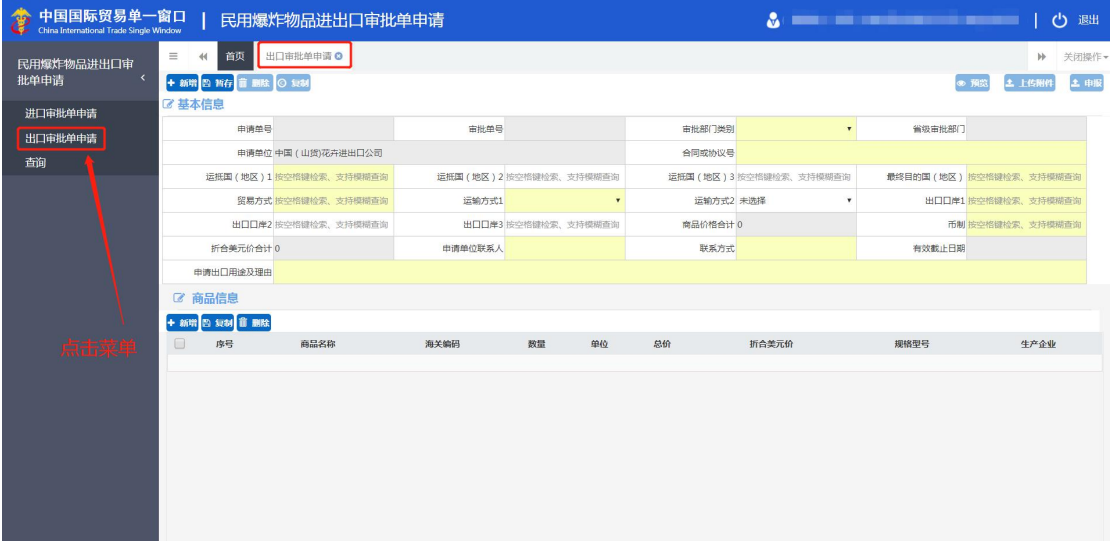 中国国际贸易单一窗口 | 民用爆炸物品进出口审批单申请
退出
China International Trade Single Window
民用爆炸物品进出口审批单申请
首页 出口审批单申请 关闭操作
进口审批单申请
出口审批单申请
查询
点击菜单
新增 暂存 删除 复制 预览 上传附件 申报
基本信息
申请单号 审批单号 审批部门类别 省级审批部门
申请单位 中国(山货)花卉进出口公司 合同或协议号
运抵国(地区)1 按空格键检索、支持模糊查询 运抵国(地区)2 按空格键检索、支持模糊查询 运抵国(地区)3 按空格键检索、支持模糊查询 最终目的国(地区) 按空格键检索、支持模糊查询
贸易方式 按空格键检索、支持模糊查询 运输方式1 运输方式2 未选择 出口口岸1 按空格键检索、支持模糊查询
出口口岸2 按空格键检索、支持模糊查询 出口口岸3 按空格键检索、支持模糊查询 商品价格合计 0 币制 按空格键检索、支持模糊查询
折合美元价合计 0 申请单位联系人 联系方式 有效截止日期
申请出口用途及理由
商品信息
新增 复制 删除
序号 商品名称 海关编码 数量 单位 总价 折合美元价 规格型号 生产企业